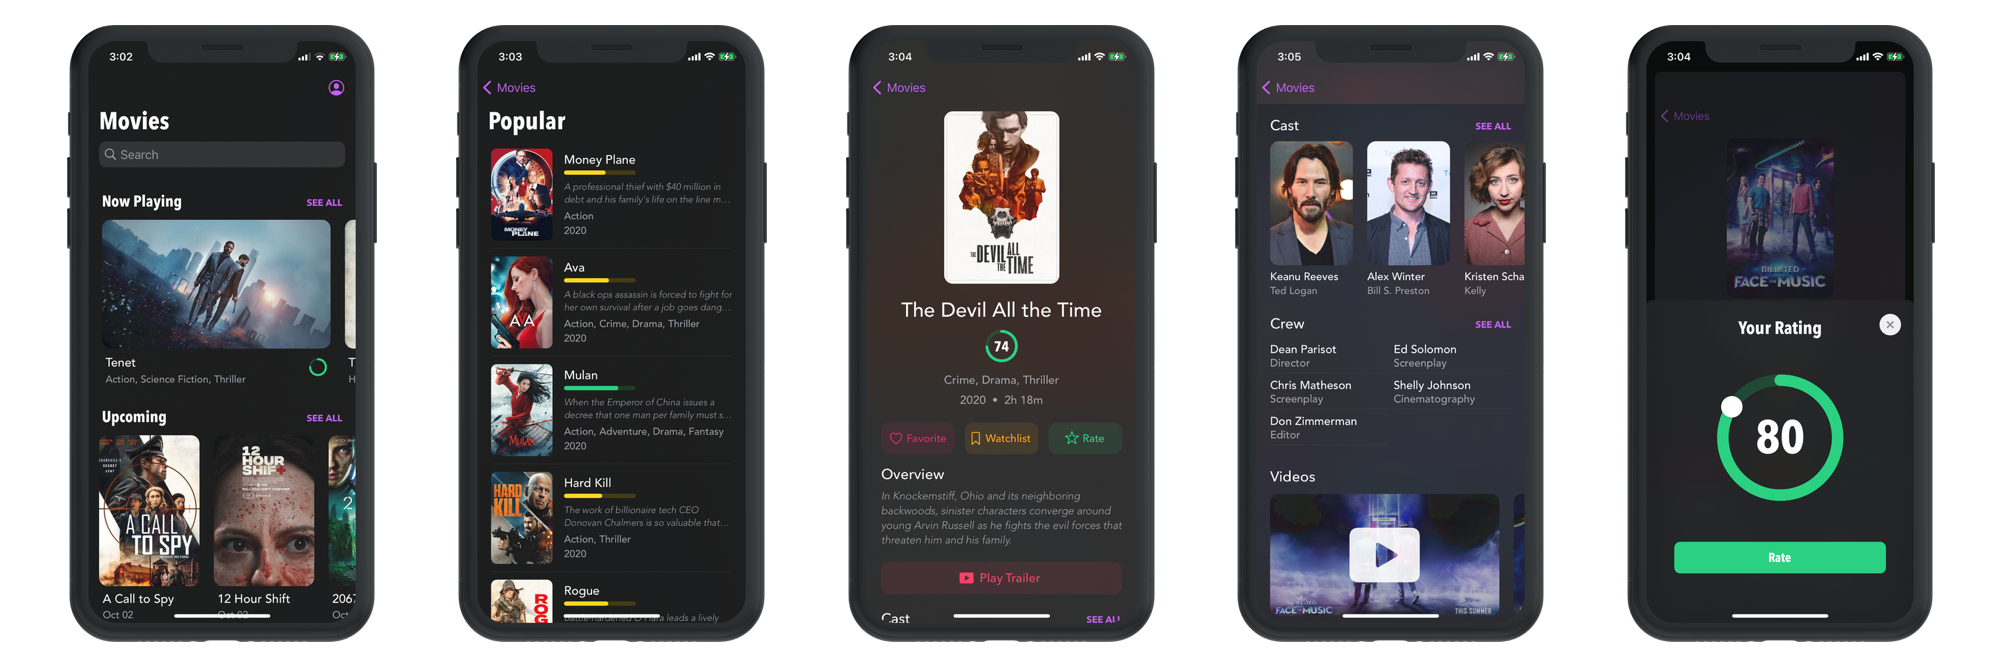 3:02
Movies
Search
Now Playing
SEE ALL
Tenet
Action, Science Fiction, Thriller
T
H
Upcoming
SEE ALL
CHURCHILL'S
SECRET
ARMY
A CALL
TO SPY
12
HOUR
SHIFT
2
A Call to Spy
Oct 02
12 Hour Shift
Oct 02
2067
Oct
3:03
Movies
Popular
MONEY
PLANE
Money Plane
A professional thief with $40 million in
debt and his family's life on the line m...
Action
2020
AVA
Ava
A black ops assassin is forced to fight for
her own survival after a job goes dang...
Action, Crime, Drama, Thriller
2020
MULAN
Mulan
When the Emperor of China issues a
decree that one man per family must s...
Action, Adventure, Drama, Fantasy
2020
HARD
KILL
Hard Kill
The work of billionaire tech CEO
Donovan Chalmers is so valuable that...
Action, Thriller
2020
ROG
Rogue
Battle-hardened O'Hara leads a lively
3:04
Movies
THE DEVIL ALL
THE TIME
The Devil All the Time
74
Crime, Drama, Thriller
2020 • 2h 18m
Favorite
Watchlist
Rate
Overview
In Knockemstiff, Ohio and its neighboring
backwoods, sinister characters converge around
young Arvin Russell as he fights the evil forces that
threaten him and his family.
Play Trailer
Cast
SEE ALL
3:05
Movies
Cast
SEE ALL
Keanu Reeves
Ted Logan
Alex Winter
Bill S. Preston
Kristen Scha
Kelly
Crew
SEE ALL
Dean Parisot
Director
Ed Solomon
Screenplay
Chris Matheson
Screenplay
Shelly Johnson
Cinematography
Don Zimmerman
Editor
Videos
FACE THE MUSIC
THIS SUMMER
3:04
Movies
BILL & TED
FACE THE MUSIC
Your Rating
80
Rate